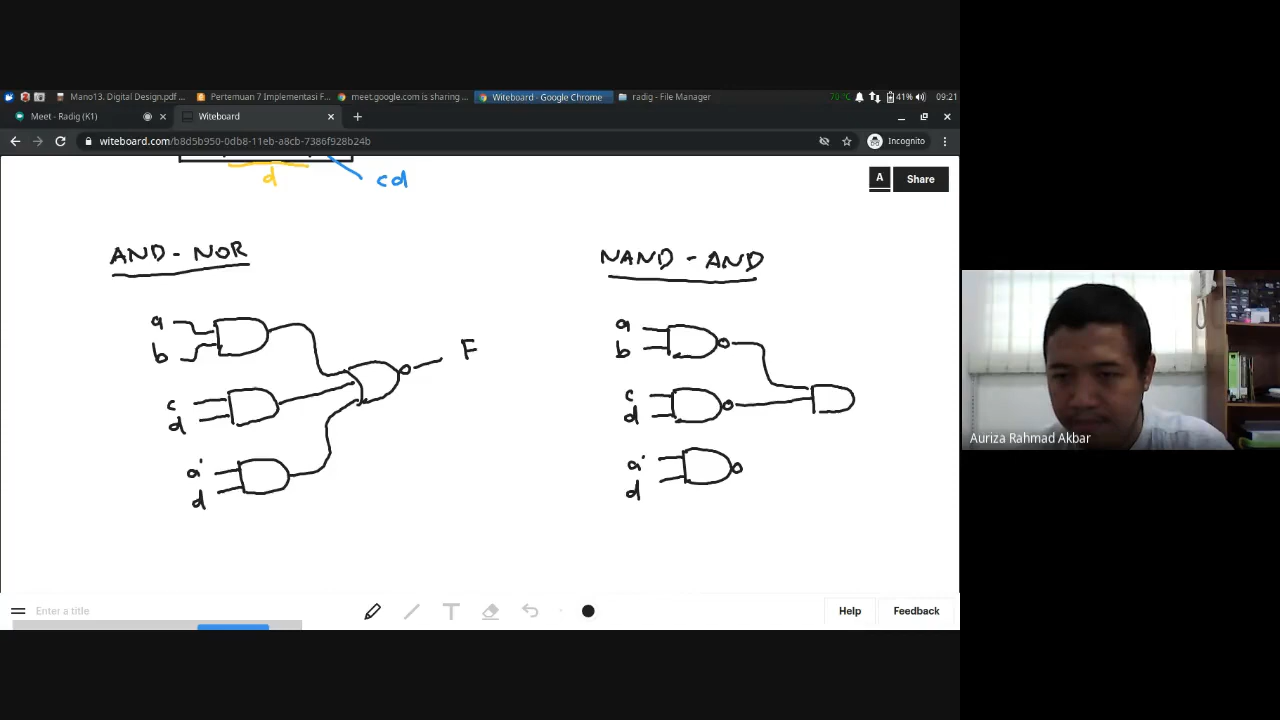 Mano13. Digital Design.pdf ... Pertemuan 7 Implementasi F... meet.google.com is sharing ... Witeboard - Google Chrome radig - File Manager 70 °C 41% 09:21
Meet - Radig (K1) Witeboard
witeboard.com/b8d5b950-0db8-11eb-a8cb-7386f928b24b Incognito
A Share
d cd
AND - NOR
a
b
c
d
a'
d
F
NAND - AND
a
b
c
d
a'
d
Auriza Rahmad Akbar
Enter a title T Help Feedback